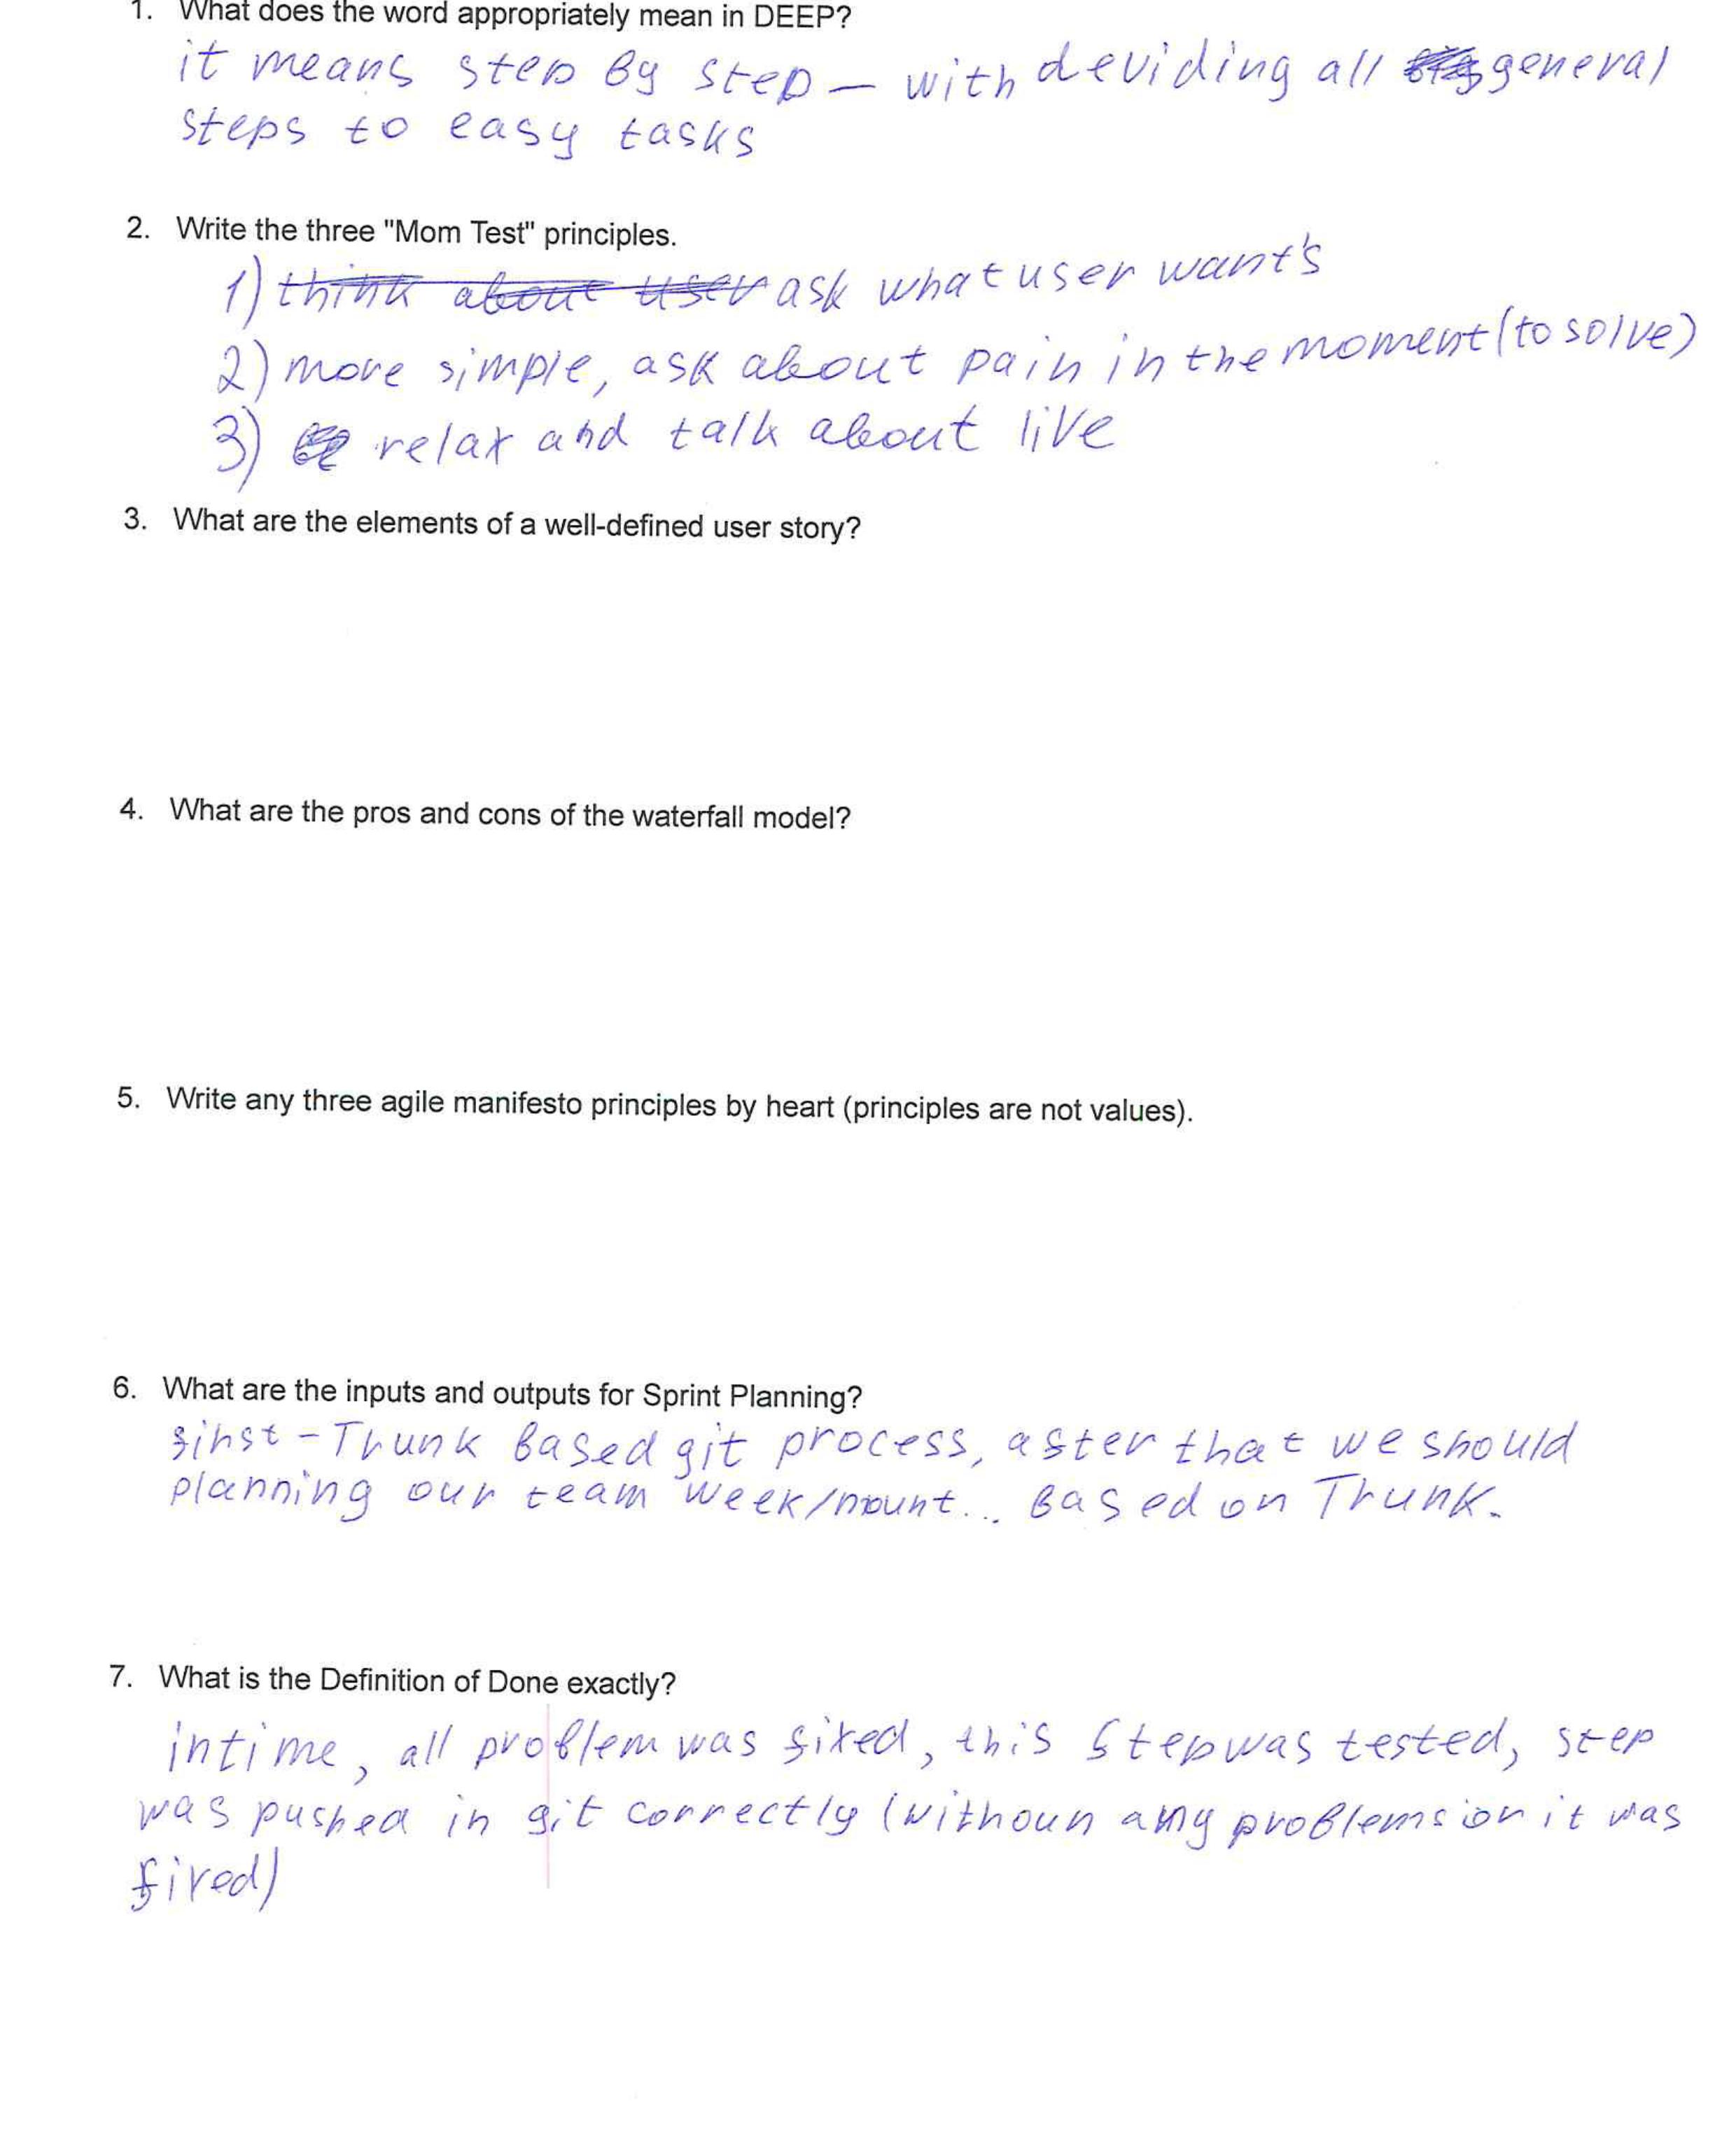 1. What does the word appropriately mean in DEEP?
it means step by step – with deviding all general
steps to easy tasks
2. Write the three "Mom Test" principles.
1) think about user ask what user want's
2) more simple, ask about pain in the moment (to solve)
3) relax and talk about live
3. What are the elements of a well-defined user story?
4. What are the pros and cons of the waterfall model?
5. Write any three agile manifesto principles by heart (principles are not values).
6. What are the inputs and outputs for Sprint Planning?
first – Trunk based git process, after that we should
planning our team week/mount... Based on Trunk.
7. What is the Definition of Done exactly?
intime, all problem was fixed, this step was tested, step
was pushed in git correctly (withoun any problems or it was
fixed)